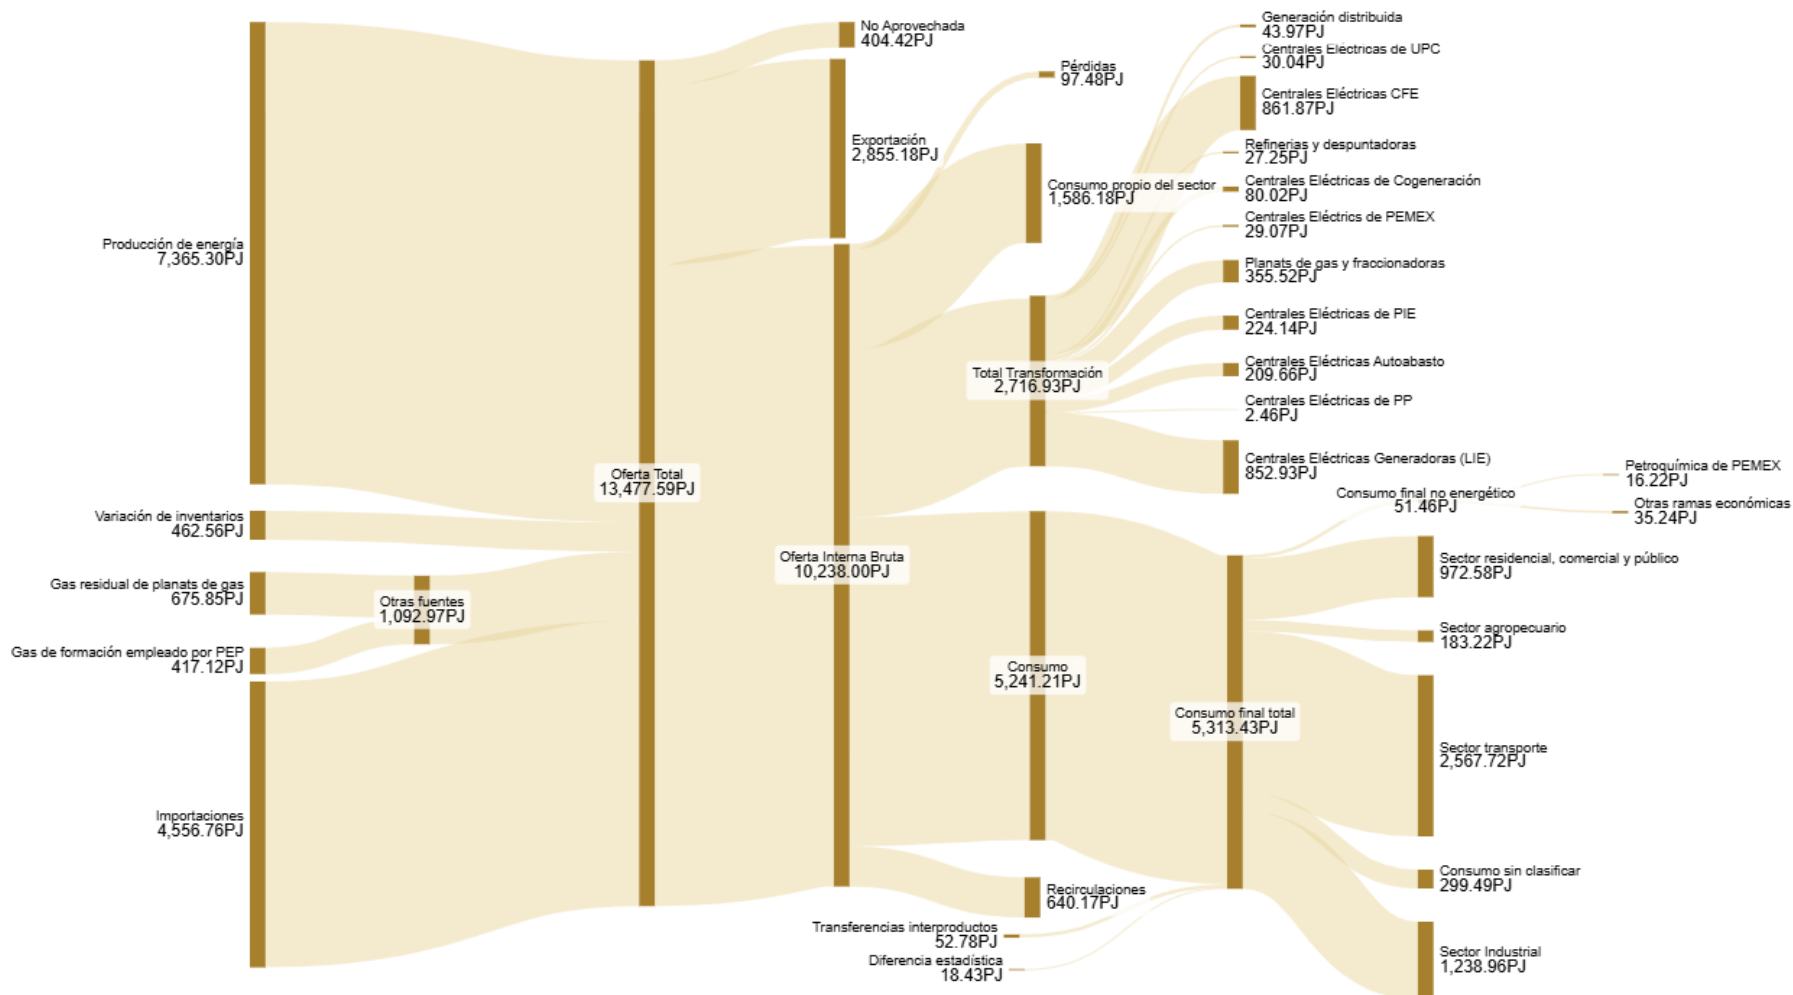 Producción de energía
7,365.30PJ
Variación de inventarios
462.56PJ
Gas residual de planats de gas
675.85PJ
Gas de formación empleado por PEP
417.12PJ
Importaciones
4,556.76PJ
Otras fuentes
1,092.97PJ
Oferta Total
13,477.59PJ
No Aprovechada
404.42PJ
Exportación
2,855.18PJ
Oferta Interna Bruta
10,238.00PJ
Pérdidas
97.48PJ
Consumo propio del sector
1,586.18PJ
Total Transformación
2,716.93PJ
Consumo
5,241.21PJ
Recirculaciones
640.17PJ
Transferencias interproductos
52.78PJ
Diferencia estadística
18.43PJ
Generación distribuida
43.97PJ
Centrales Eléctricas de UPC
30.04PJ
Centrales Eléctricas CFE
861.87PJ
Refinerias y despuntadoras
27.25PJ
Centrales Eléctricas de Cogeneración
80.02PJ
Centrales Eléctrics de PEMEX
29.07PJ
Planats de gas y fraccionadoras
355.52PJ
Centrales Eléctricas de PIE
224.14PJ
Centrales Eléctricas Autoabasto
209.66PJ
Centrales Eléctricas de PP
2.46PJ
Centrales Eléctricas Generadoras (LIE)
852.93PJ
Consumo final total
5,313.43PJ
Consumo final no energético
51.46PJ
Petroquímica de PEMEX
16.22PJ
Otras ramas económicas
35.24PJ
Sector residencial, comercial y público
972.58PJ
Sector agropecuario
183.22PJ
Sector transporte
2,567.72PJ
Consumo sin clasificar
299.49PJ
Sector Industrial
1,238.96PJ